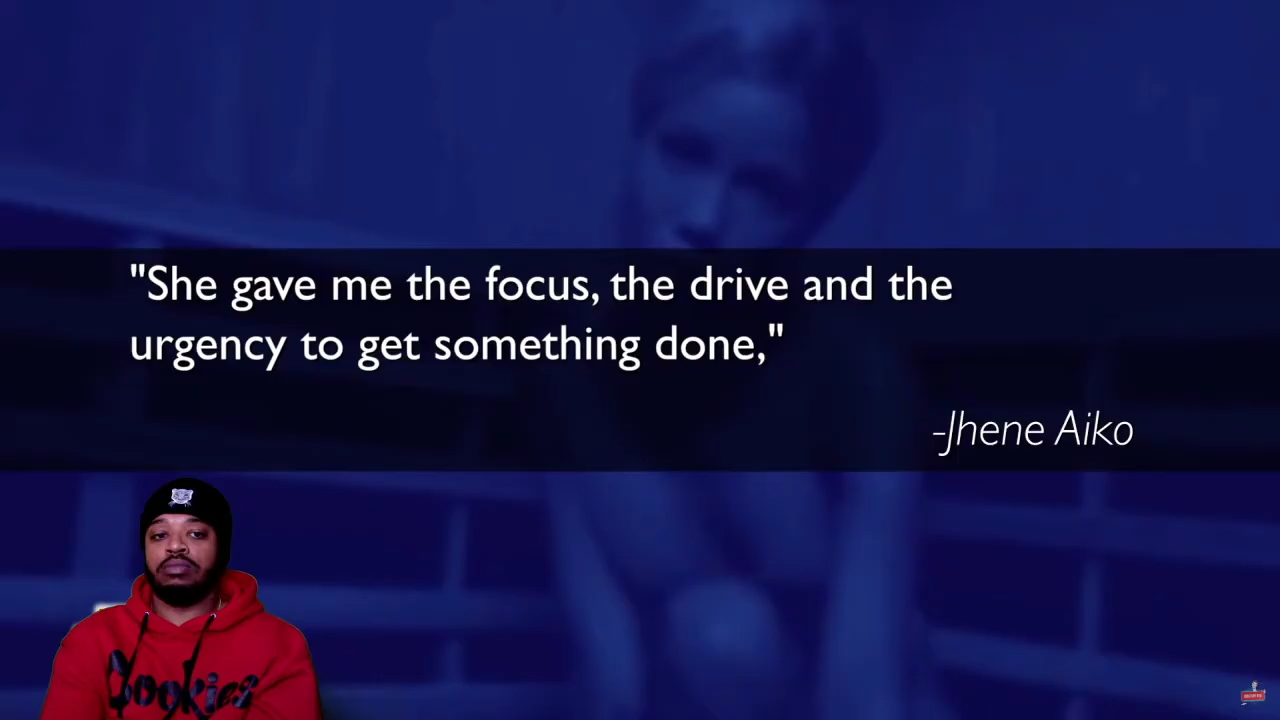 "She gave me the focus, the drive and the
urgency to get something done,"
-Jhene Aiko
Cookies